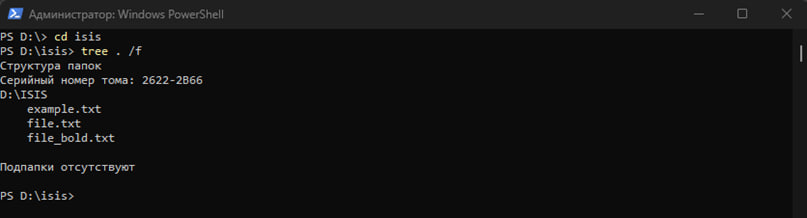 Администратор: Windows PowerShell
PS D:\> cd isis
PS D:\isis> tree . /f
Структура папок
Серийный номер тома: 2622-2B66
D:\ISIS
    example.txt
    file.txt
    file_bold.txt
Подпапки отсутствуют
PS D:\isis>